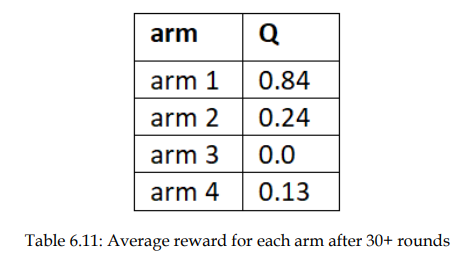 arm Q
arm 1 0.84
arm 2 0.24
arm 3 0.0
arm 4 0.13
Table 6.11: Average reward for each arm after 30+ rounds